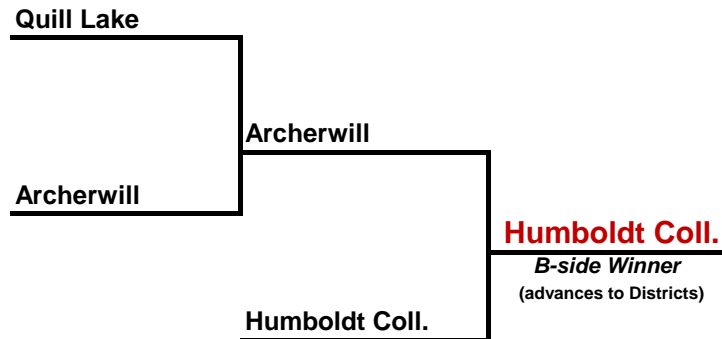 Quill Lake
Archerwill
Archerwill
Humboldt Coll.
B-side Winner
(advances to Districts)
Humboldt Coll.